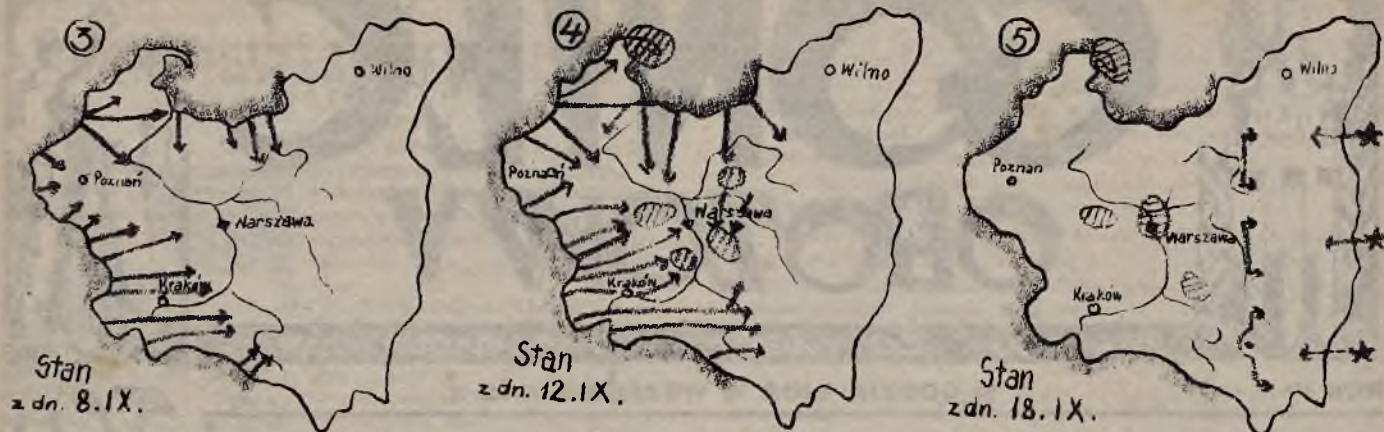 3
Wilno
Poznań
Warszawa
Kraków
Stan
z dn. 8.IX.
4
Wilno
Poznań
Warszawa
Kraków
Stan
z dn. 12.IX.
5
Wilno
Poznan
Warszawa
Kraków
Stan
z dn. 18.IX.